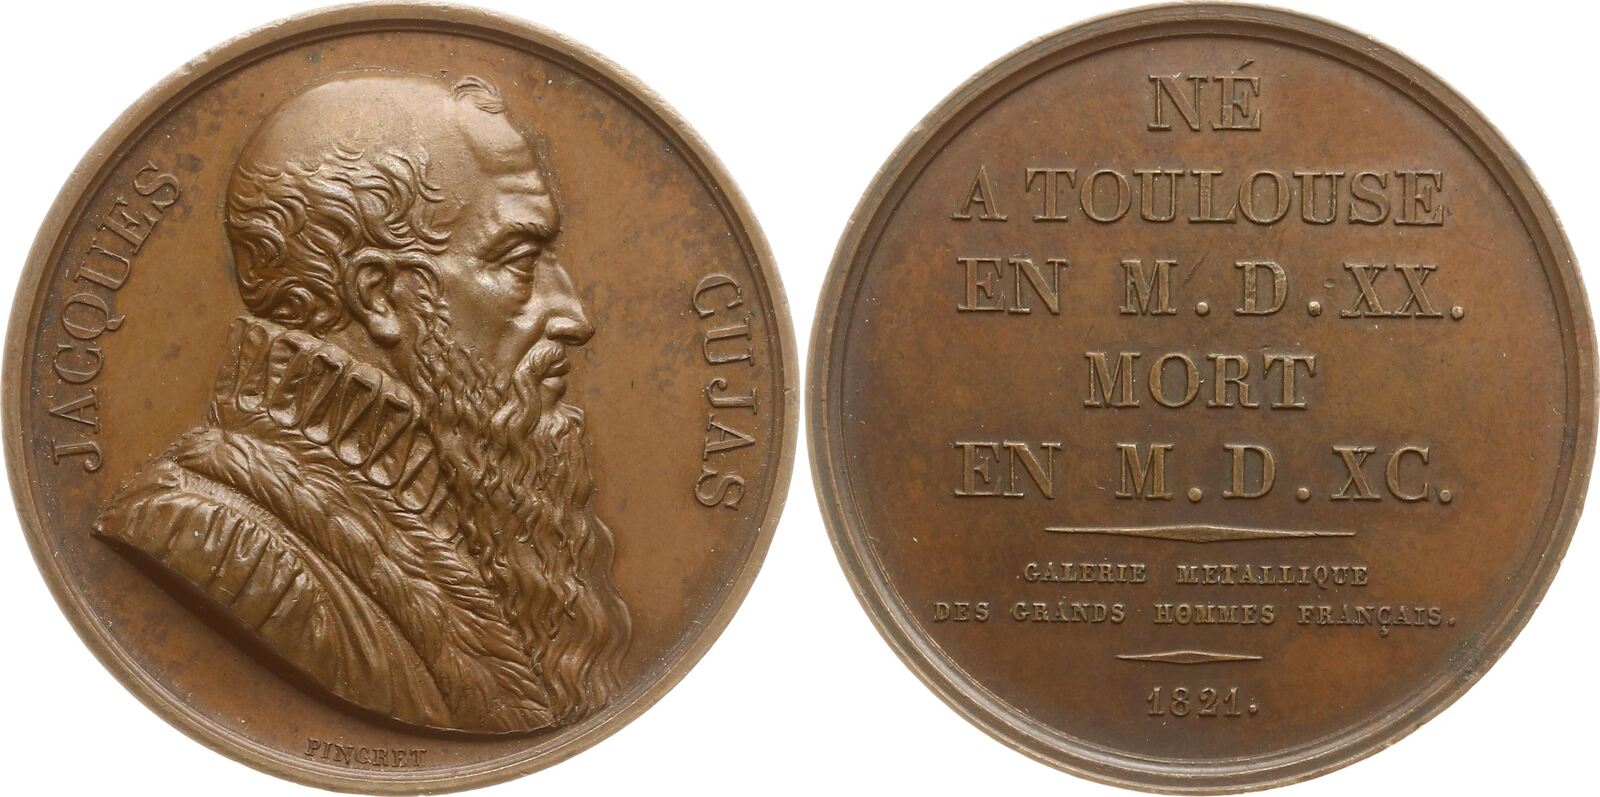 JACQUES CUJAS
PINGRET
NÉ
A TOULOUSE
EN M.D.XX.
MORT
EN M.D.XC.
GALERIE METALLIQUE
DES GRANDS HOMMES FRANÇAIS.
1821.